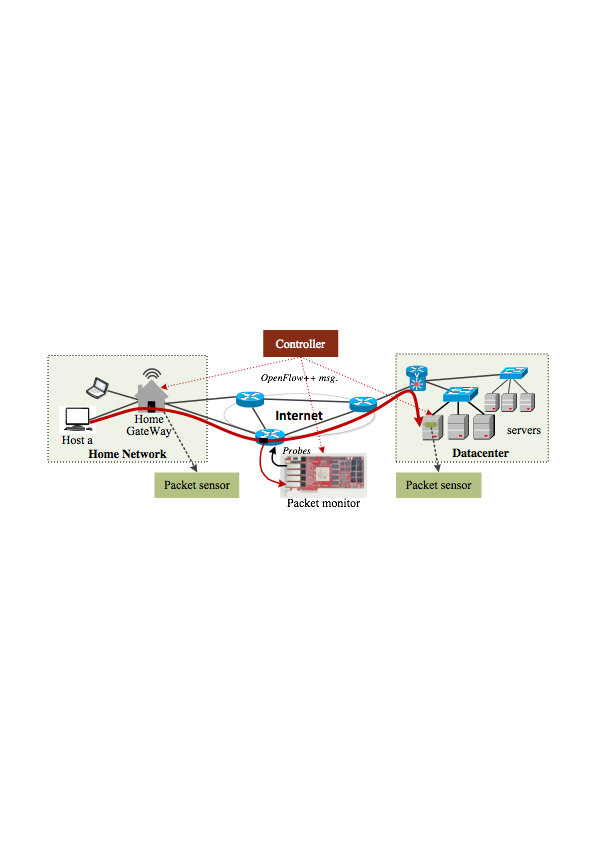 Controller
OpenFlow++ msg.
Internet
Home
GateWay
Host a
Home Network
servers
Datacenter
Probes
Packet sensor
Packet monitor
Packet sensor